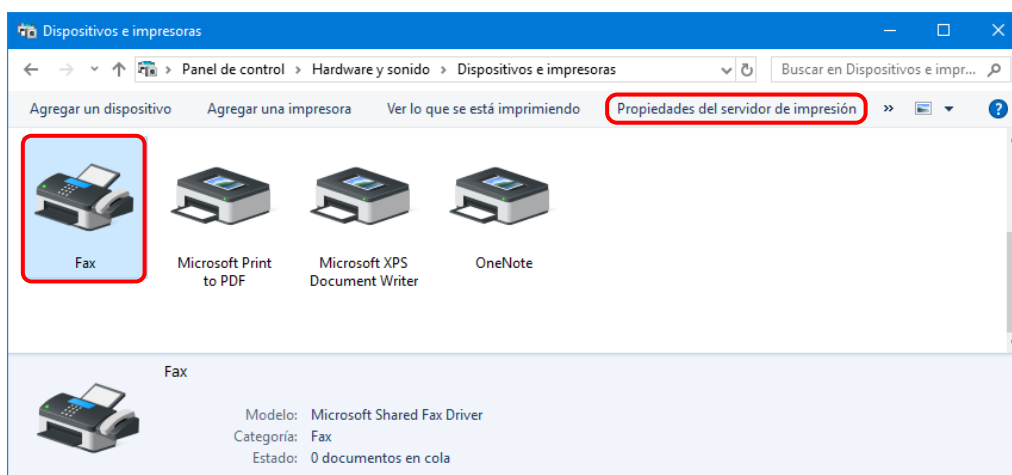 Dispositivos e impresoras
Panel de control > Hardware y sonido > Dispositivos e impresoras
Buscar en Dispositivos e impr...
Agregar un dispositivo Agregar una impresora Ver lo que se está imprimiendo Propiedades del servidor de impresión » ?
Fax
Microsoft Print
to PDF
Microsoft XPS
Document Writer
OneNote
Fax
Modelo: Microsoft Shared Fax Driver
Categoría: Fax
Estado: 0 documentos en cola